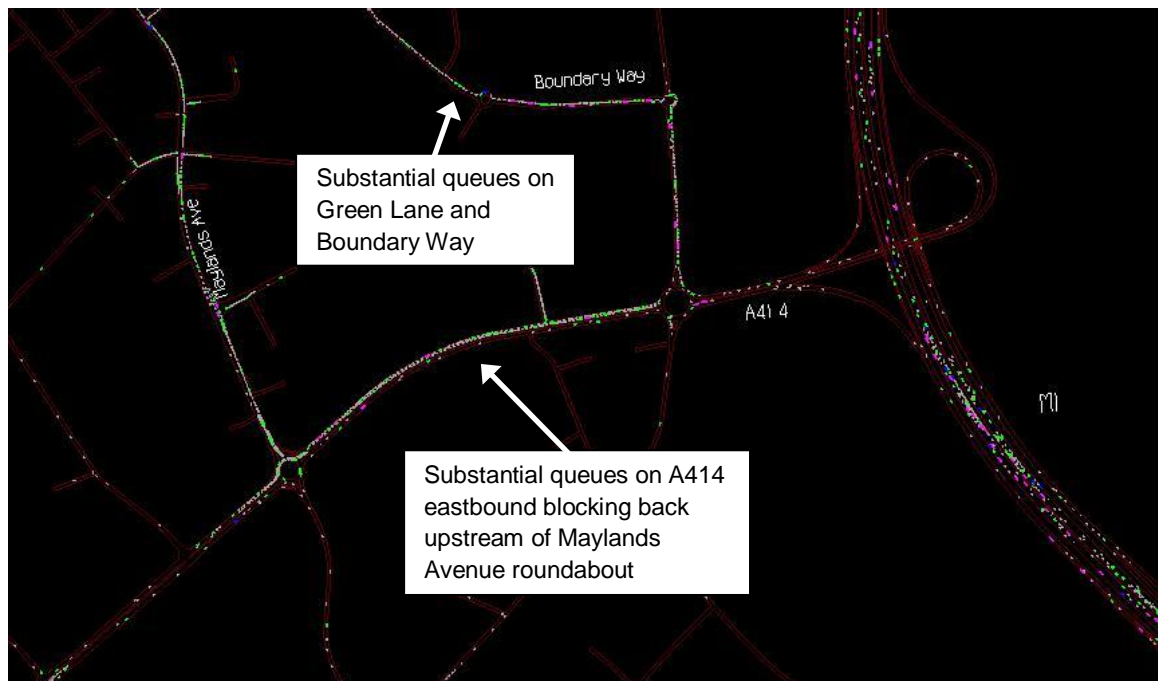 Boundary Way
Substantial queues on
Green Lane and
Boundary Way
Maylands Ave
A41 4
M1
Substantial queues on A414
eastbound blocking back
upstream of Maylands
Avenue roundabout